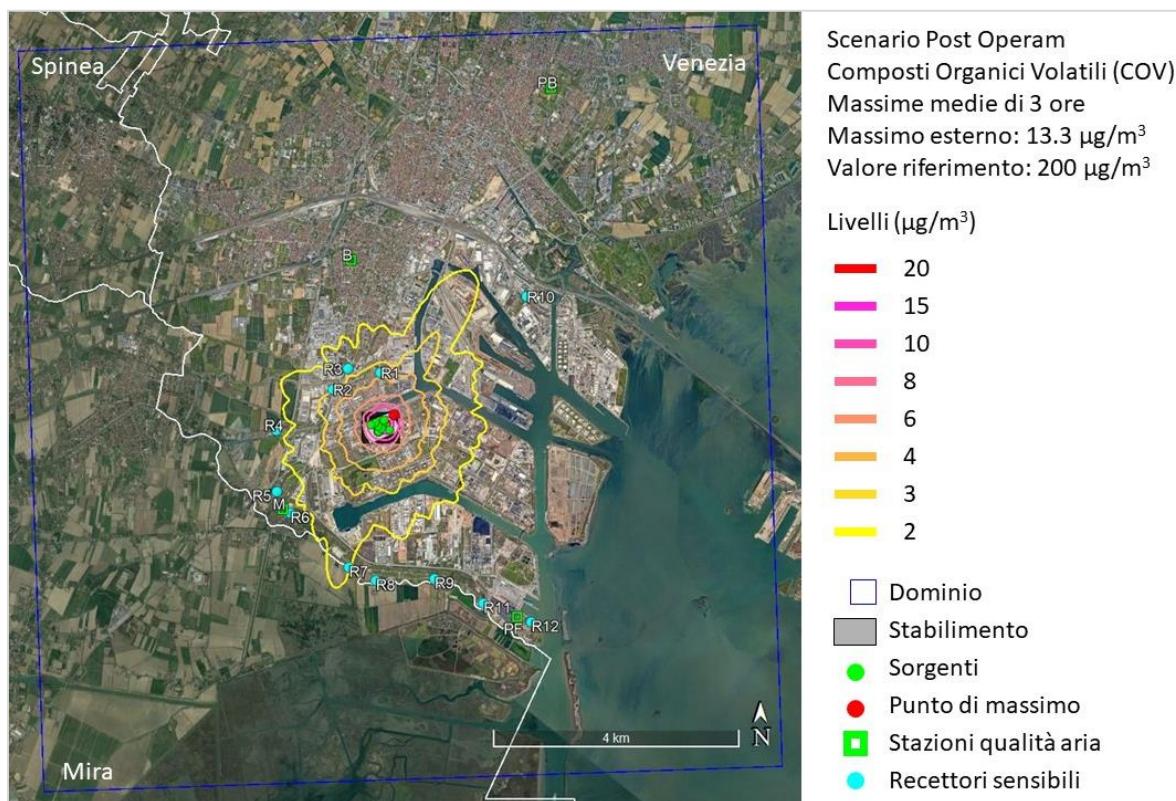 Spinea
Venezia
PB
B
R10
R3
R1
R2
R4
R5
M
R6
R7
R8
R9
R11
PF
R12
4 km
N
Mira
Scenario Post Operam
Composti Organici Volatili (COV)
Massime medie di 3 ore
Massimo esterno: 13.3 µg/m³
Valore riferimento: 200 µg/m³
Livelli (µg/m³)
20
15
10
8
6
4
3
2
Dominio
Stabilimento
Sorgenti
Punto di massimo
Stazioni qualità aria
Recettori sensibili